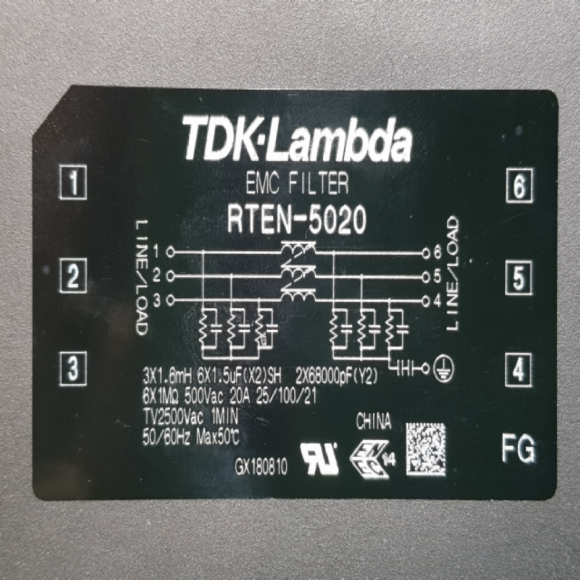 TDK·Lambda
EMC FILTER
RTEN-5020
1
2
3
6
5
4
FG
LINE/LOAD
1
2
3
6
5
4
LINE/LOAD
3X1.6mH 6X1.5uF(X2)SH 2X68000pF(Y2)
6X1MΩ 500Vac 20A 25/100/21
TV2500Vac 1MIN
50/60Hz Max50℃
CHINA
GX180810
14